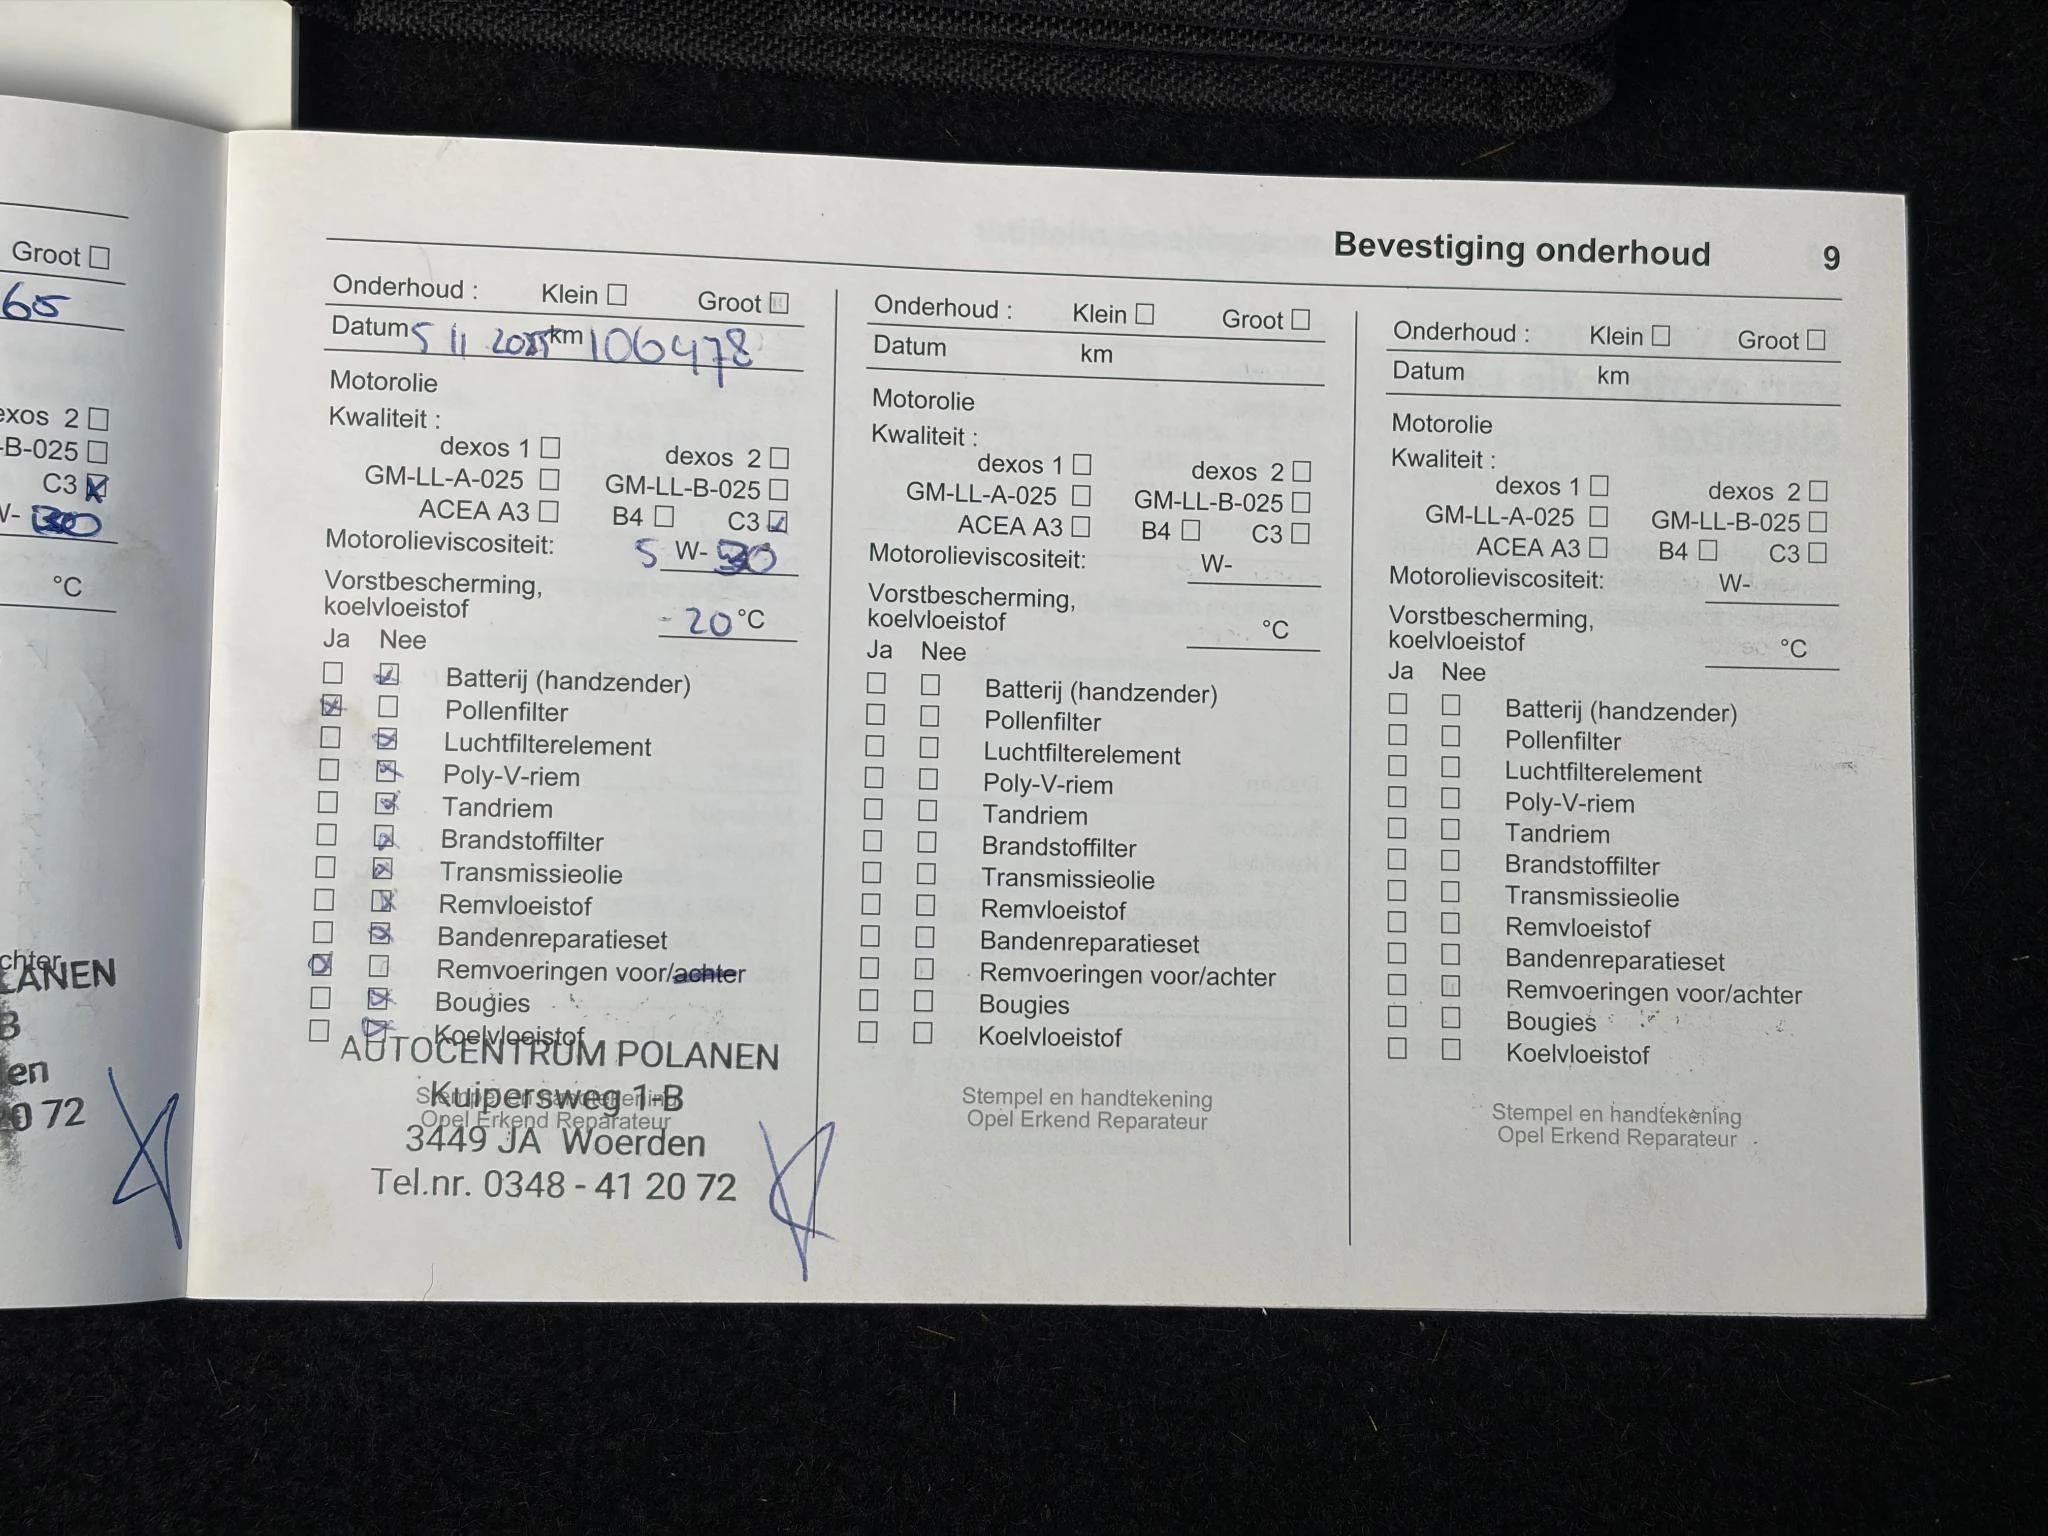 Groot
65
exos 2
-B-025
C3
W- 30
°C
chter
LANEN
B
en
20 72
Bevestiging onderhoud 9
Onderhoud : Klein Groot
Datum 5 11 2025 km 106478
Motorolie
Kwaliteit :
dexos 1 dexos 2
GM-LL-A-025 GM-LL-B-025
ACEA A3 B4 C3
Motorolieviscositeit: 5 W- 30
Vorstbescherming,
koelvloeistof - 20 °C
Ja Nee
Batterij (handzender)
Pollenfilter
Luchtfilterelement
Poly-V-riem
Tandriem
Brandstoffilter
Transmissieolie
Remvloeistof
Bandenreparatieset
Remvoeringen voor/achter
Bougies
Koelvloeistof
AUTOCENTRUM POLANEN
Kuipersweg 1-B
Stempel en handtekening
Opel Erkend Reparateur
3449 JA Woerden
Tel.nr. 0348 - 41 20 72
Onderhoud : Klein Groot
Datum km
Motorolie
Kwaliteit :
dexos 1 dexos 2
GM-LL-A-025 GM-LL-B-025
ACEA A3 B4 C3
Motorolieviscositeit: W-
Vorstbescherming,
koelvloeistof °C
Ja Nee
Batterij (handzender)
Pollenfilter
Luchtfilterelement
Poly-V-riem
Tandriem
Brandstoffilter
Transmissieolie
Remvloeistof
Bandenreparatieset
Remvoeringen voor/achter
Bougies
Koelvloeistof
Stempel en handtekening
Opel Erkend Reparateur
Onderhoud : Klein Groot
Datum km
Motorolie
Kwaliteit :
dexos 1 dexos 2
GM-LL-A-025 GM-LL-B-025
ACEA A3 B4 C3
Motorolieviscositeit: W-
Vorstbescherming,
koelvloeistof °C
Ja Nee
Batterij (handzender)
Pollenfilter
Luchtfilterelement
Poly-V-riem
Tandriem
Brandstoffilter
Transmissieolie
Remvloeistof
Bandenreparatieset
Remvoeringen voor/achter
Bougies
Koelvloeistof
Stempel en handtekening
Opel Erkend Reparateur